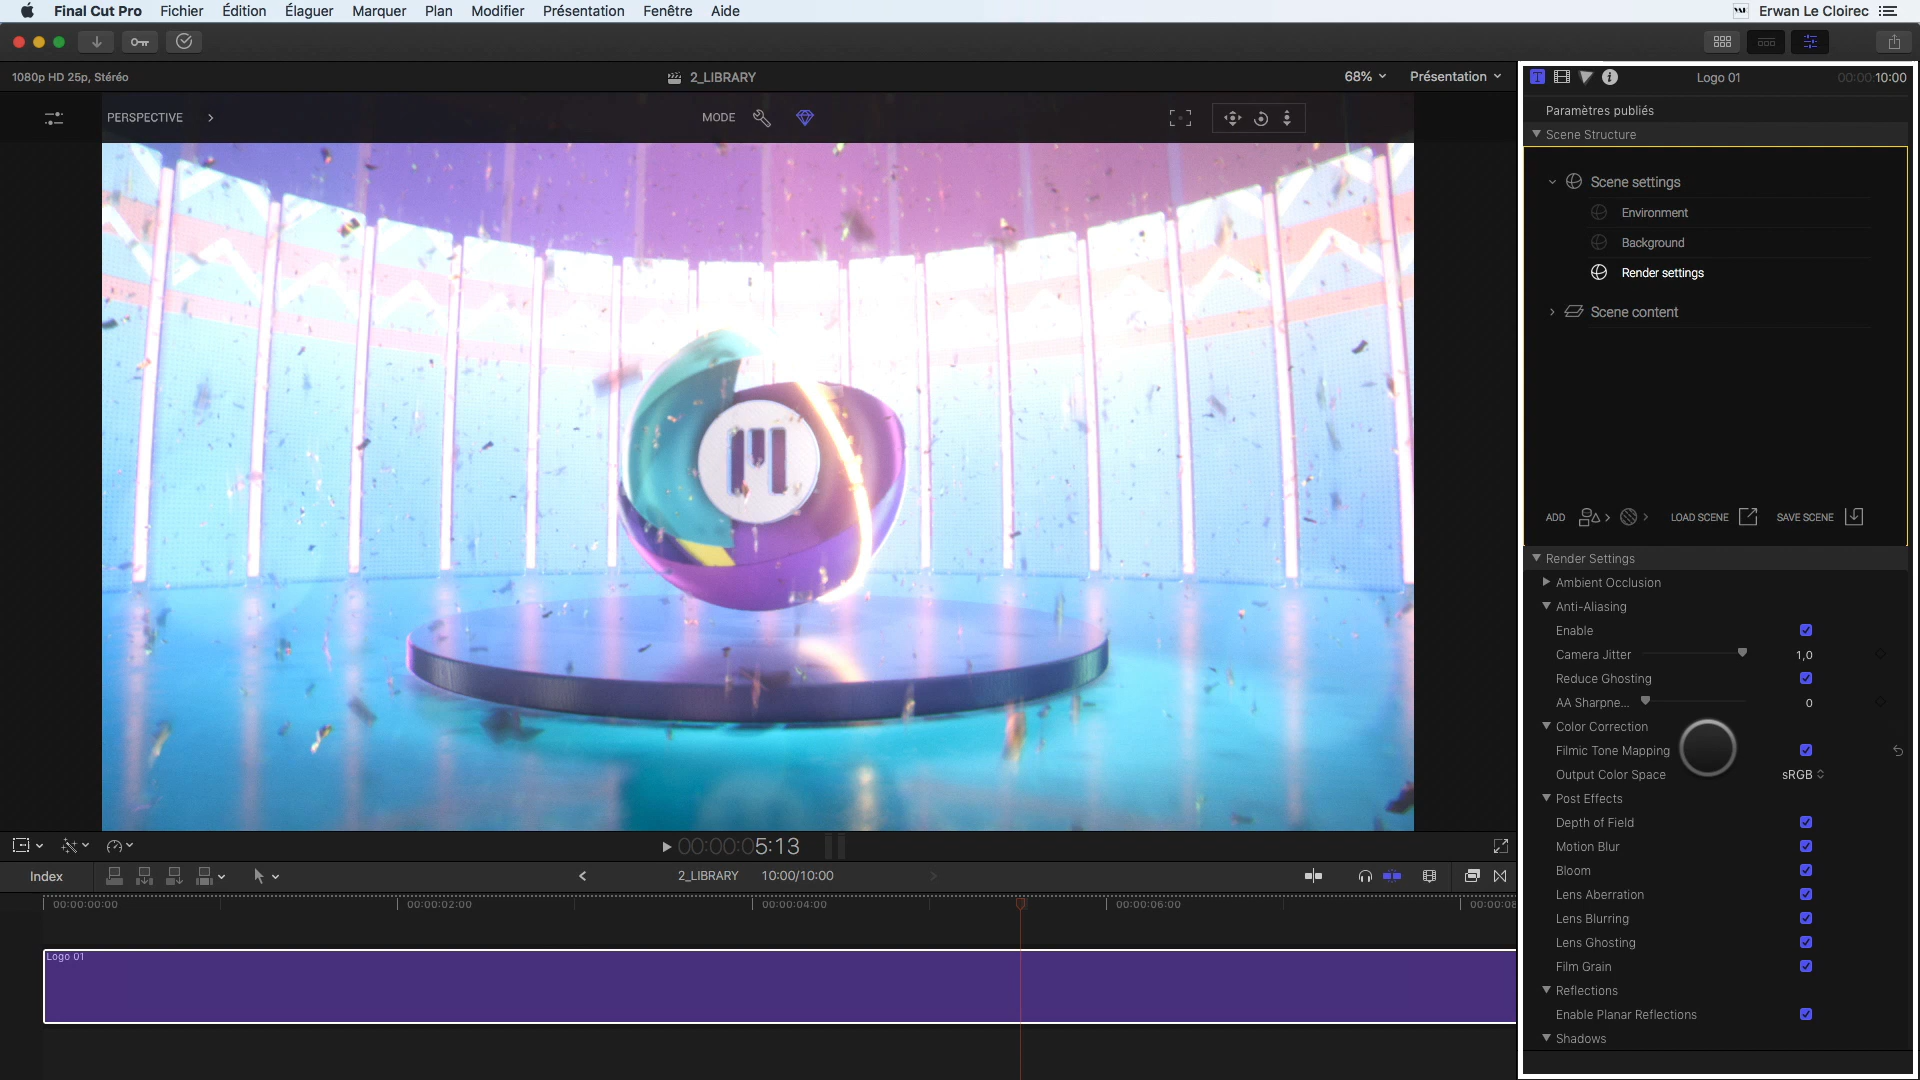 Final Cut Pro Fichier Édition Élaguer Marquer Plan Modifier Présentation Fenêtre Aide Erwan Le Cloirec
1080p HD 25p, Stéréo 2_LIBRARY 68% Présentation
PERSPECTIVE MODE
Logo 01 00:00:10:00
Paramètres publiés
Scene Structure
Scene settings
Environment
Background
Render settings
Scene content
ADD LOAD SCENE SAVE SCENE
Render Settings
Ambient Occlusion
Anti-Aliasing
Enable
Camera Jitter 1,0
Reduce Ghosting
AA Sharpne... 0
Color Correction
Filmic Tone Mapping
Output Color Space sRGB
Post Effects
Depth of Field
Motion Blur
Bloom
Lens Aberration
Lens Blurring
Lens Ghosting
Film Grain
Reflections
Enable Planar Reflections
Shadows
00:00:05:13
Index 2_LIBRARY 10:00/10:00
00:00:00:00 00:00:02:00 00:00:04:00 00:00:06:00 00:00:08
Logo 01